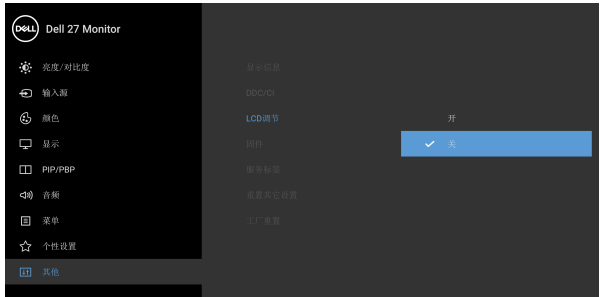 DELL
Dell 27 Monitor
亮度/对比度
输入源
颜色
显示
PIP/PBP
音频
菜单
个性设置
其他
显示信息
DDC/CI
LCD调节
固件
服务标签
重置其它设置
工厂重置
开
关